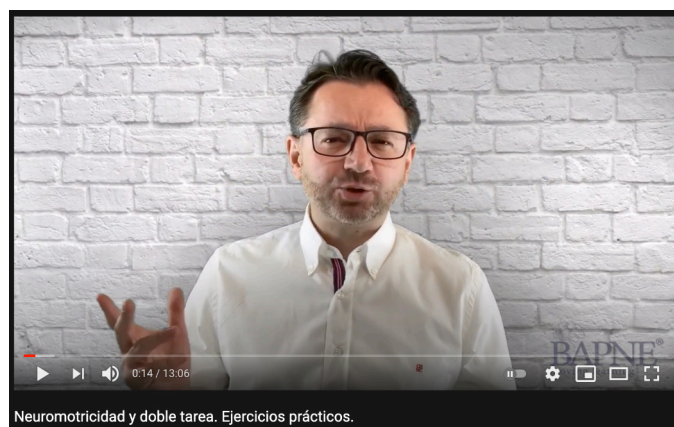 BAPNE®
0:14 / 13:06
Neuromotricidad y doble tarea. Ejercicios prácticos.